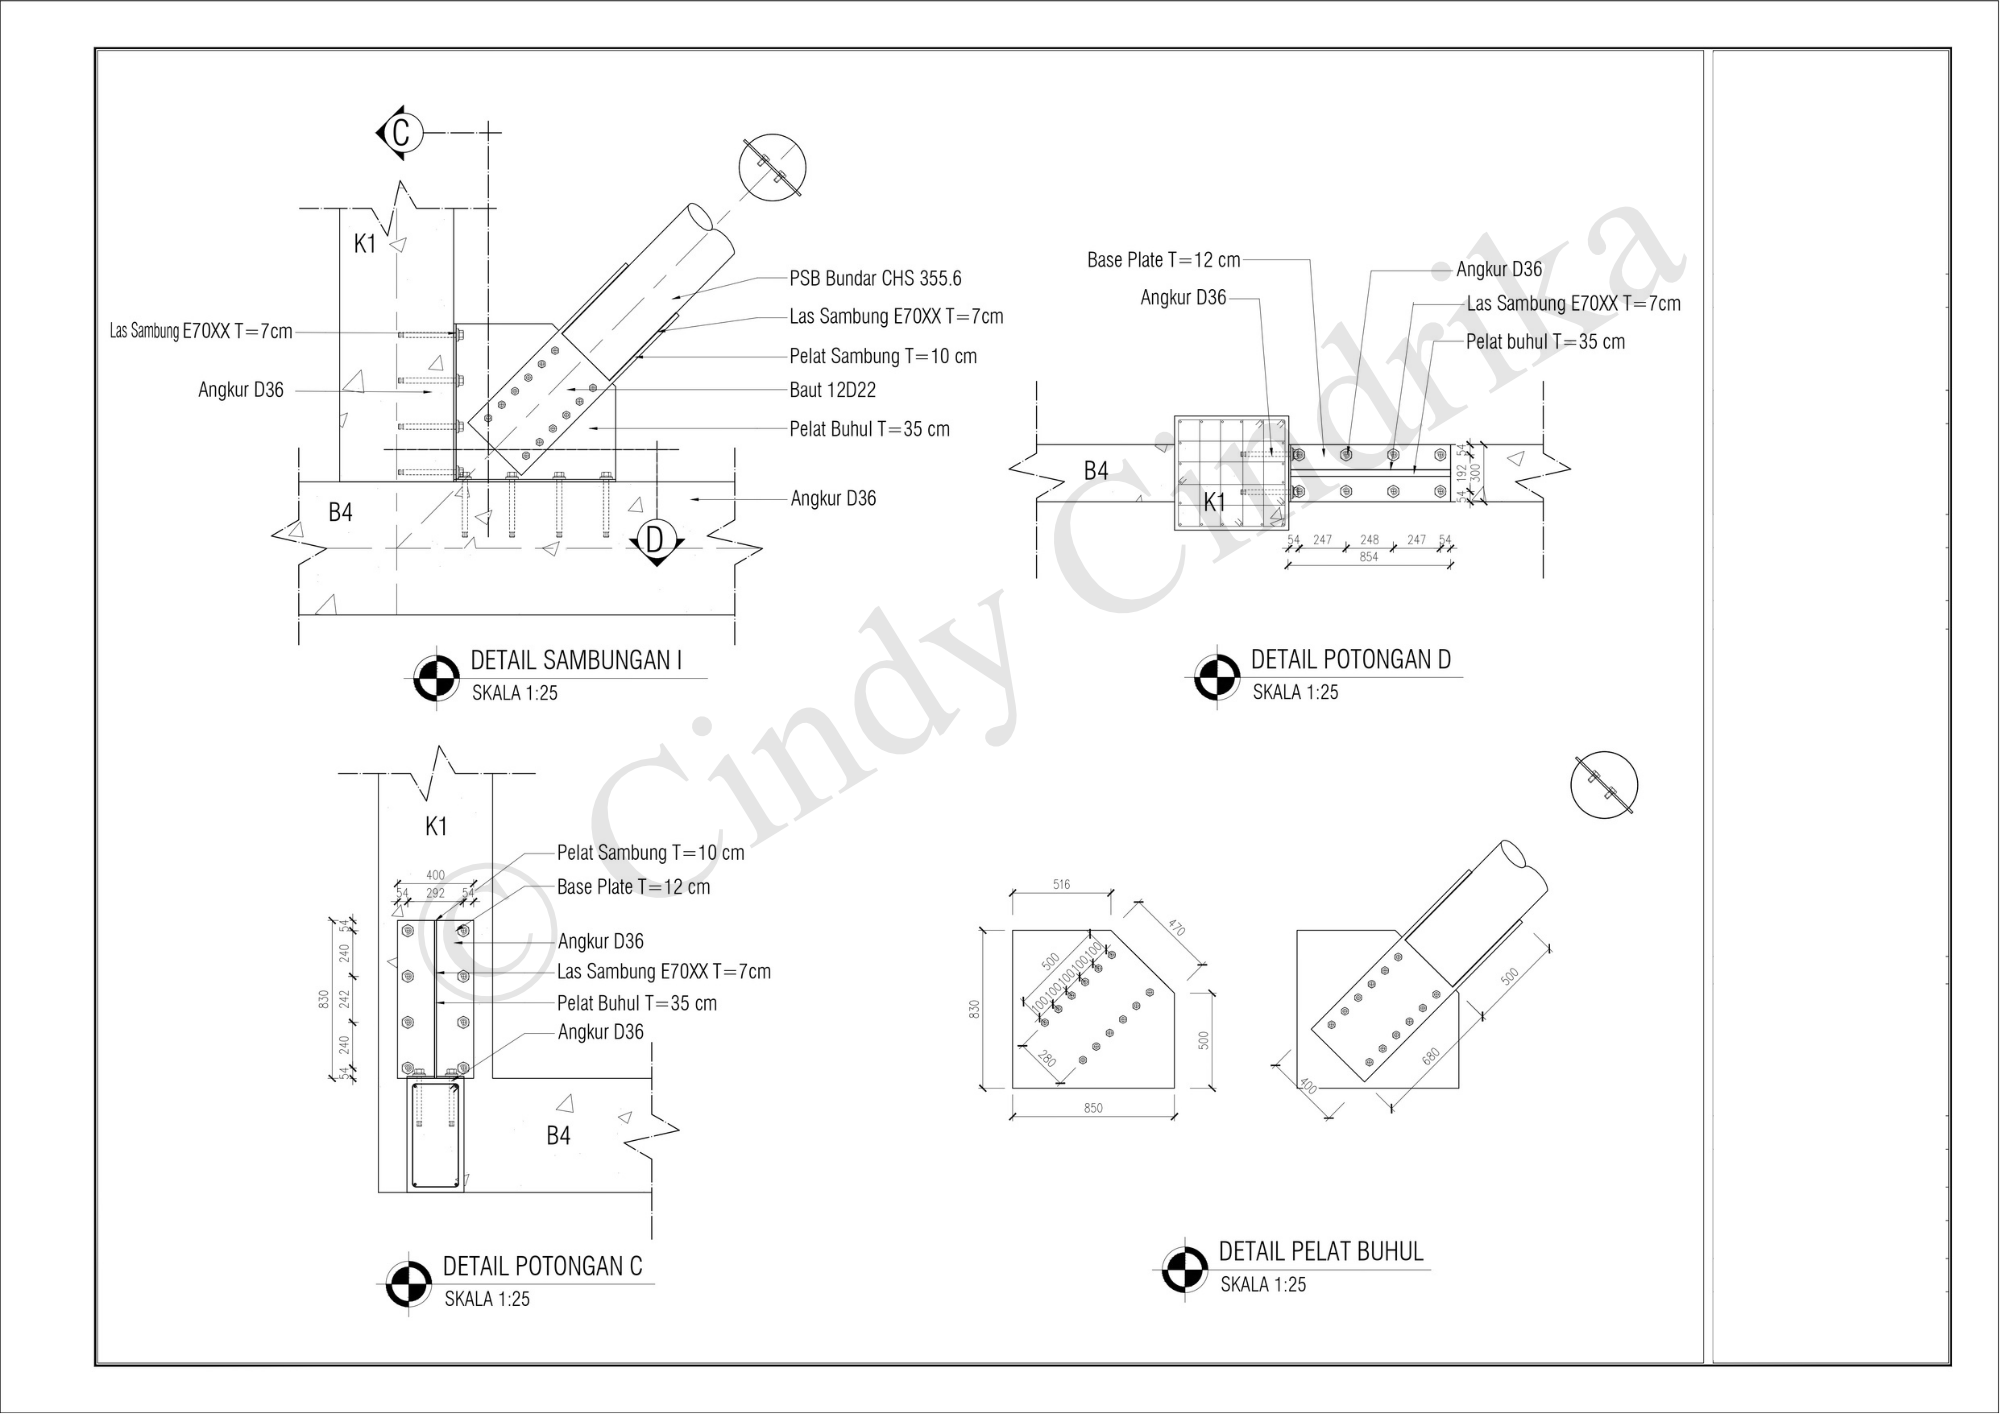 C
K1
PSB Bundar CHS 355.6
Las Sambung E70XX T=7cm
Las Sambung E70XX T=7cm
Pelat Sambung T=10 cm
Angkur D36
Baut 12D22
Pelat Buhul T=35 cm
Angkur D36
B4
D
DETAIL SAMBUNGAN I
SKALA 1:25
Base Plate T=12 cm
Angkur D36
Angkur D36
Las Sambung E70XX T=7cm
Pelat buhul T=35 cm
B4
K1
54
192
54
300
54 247 248 247 54
854
DETAIL POTONGAN D
SKALA 1:25
© Cindy Cindrika
K1
Pelat Sambung T=10 cm
400
54 292 54
Base Plate T=12 cm
54
240
242
240
54
830
Angkur D36
Las Sambung E70XX T=7cm
Pelat Buhul T=35 cm
Angkur D36
B4
DETAIL POTONGAN C
SKALA 1:25
516
470
500
100 100 100 100 100
830
280
500
850
500
680
400
DETAIL PELAT BUHUL
SKALA 1:25